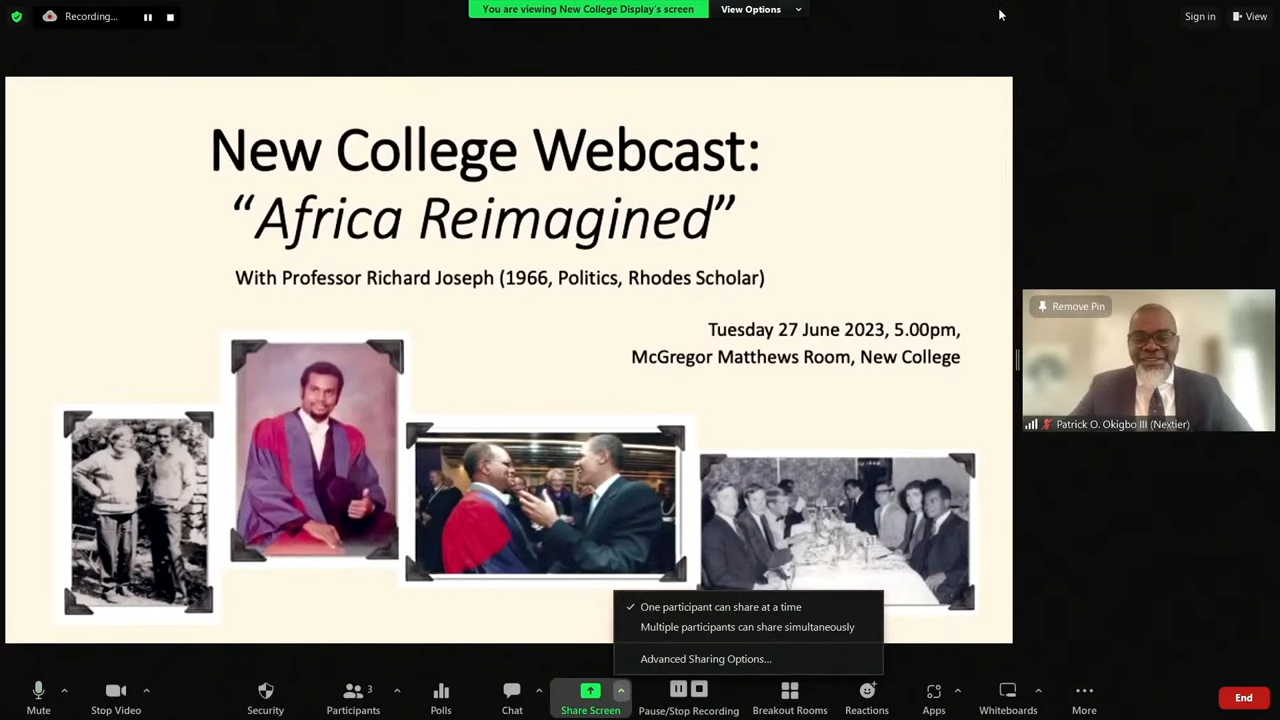 Recording...
You are viewing New College Display's screen
View Options
Sign in
View
New College Webcast:
“Africa Reimagined”
With Professor Richard Joseph (1966, Politics, Rhodes Scholar)
Tuesday 27 June 2023, 5.00pm,
McGregor Matthews Room, New College
Remove Pin
Patrick O. Okigbo III (Nextier)
One participant can share at a time
Multiple participants can share simultaneously
Advanced Sharing Options...
Mute
Stop Video
Security
3
Participants
Polls
Chat
Share Screen
Pause/Stop Recording
Breakout Rooms
Reactions
Apps
Whiteboards
More
End